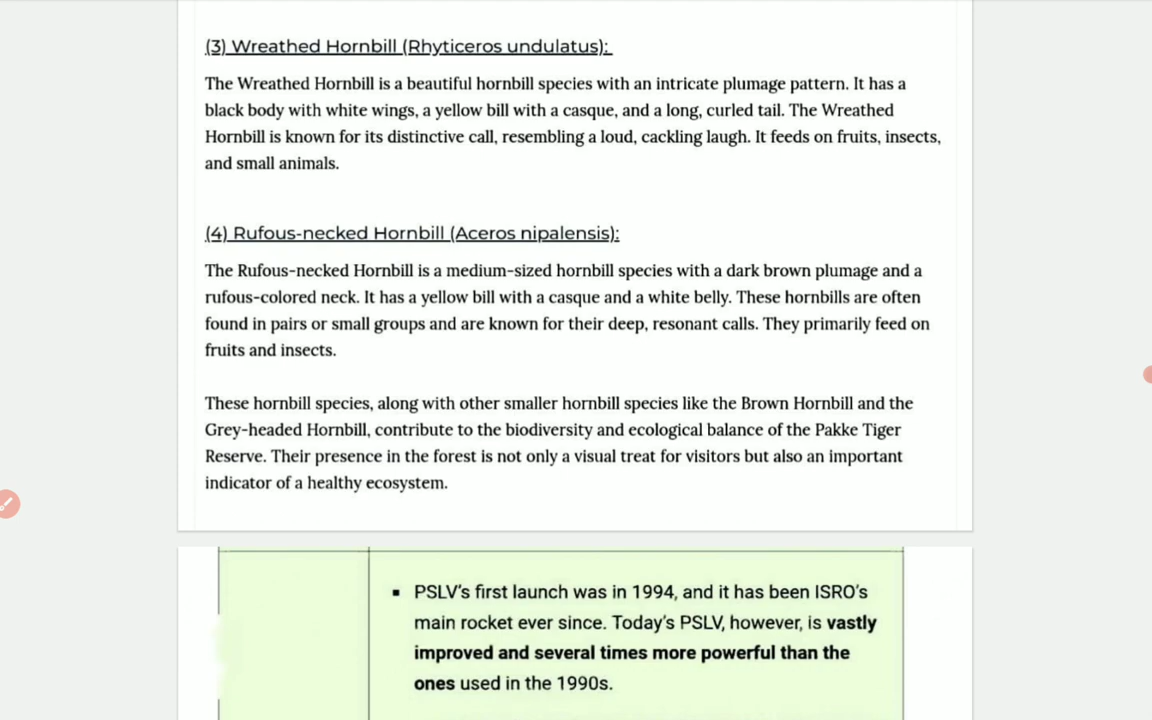 (3) Wreathed Hornbill (Rhyticeros undulatus):
The Wreathed Hornbill is a beautiful hornbill species with an intricate plumage pattern. It has a
black body with white wings, a yellow bill with a casque, and a long, curled tail. The Wreathed
Hornbill is known for its distinctive call, resembling a loud, cackling laugh. It feeds on fruits, insects,
and small animals.
(4) Rufous-necked Hornbill (Aceros nipalensis):
The Rufous-necked Hornbill is a medium-sized hornbill species with a dark brown plumage and a
rufous-colored neck. It has a yellow bill with a casque and a white belly. These hornbills are often
found in pairs or small groups and are known for their deep, resonant calls. They primarily feed on
fruits and insects.
These hornbill species, along with other smaller hornbill species like the Brown Hornbill and the
Grey-headed Hornbill, contribute to the biodiversity and ecological balance of the Pakke Tiger
Reserve. Their presence in the forest is not only a visual treat for visitors but also an important
indicator of a healthy ecosystem.
▪ PSLV's first launch was in 1994, and it has been ISRO's
main rocket ever since. Today's PSLV, however, is vastly
improved and several times more powerful than the
ones used in the 1990s.